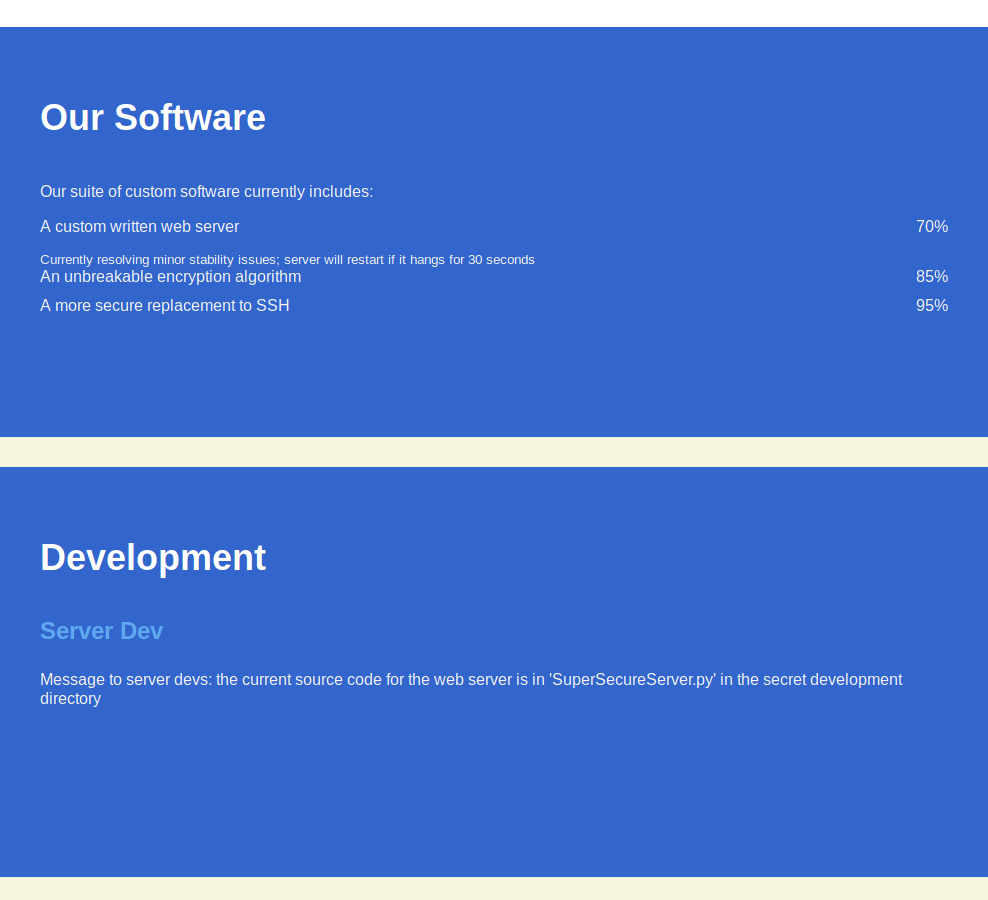 Our Software
Our suite of custom software currently includes:
A custom written web server 70%
Currently resolving minor stability issues; server will restart if it hangs for 30 seconds
An unbreakable encryption algorithm 85%
A more secure replacement to SSH 95%
Development
Server Dev
Message to server devs: the current source code for the web server is in 'SuperSecureServer.py' in the secret development
directory